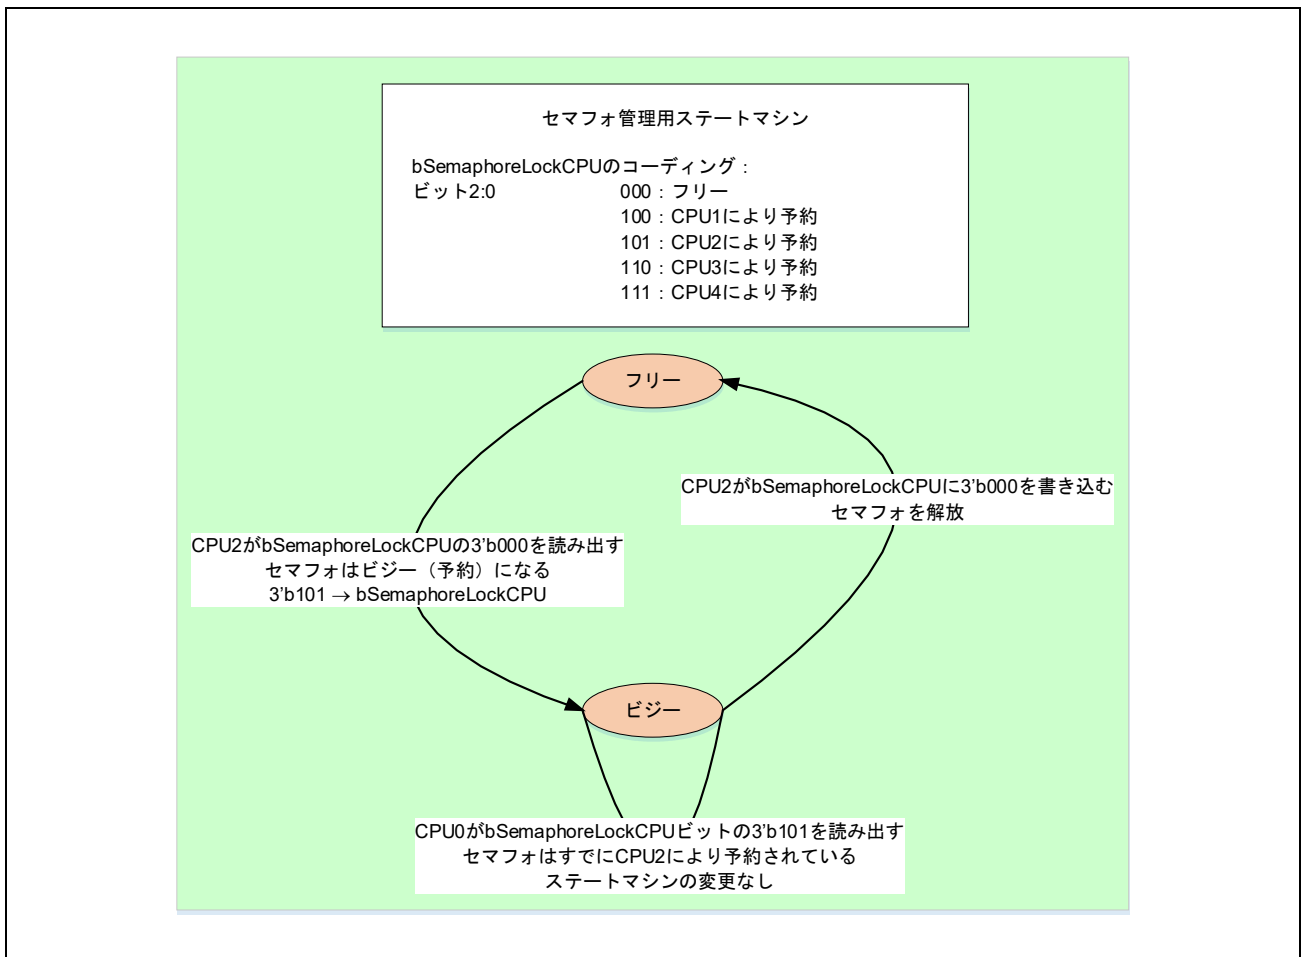 セマフォ管理用ステートマシン
bSemaphoreLockCPUのコーディング：
ビット2:0 000：フリー
100：CPU1により予約
101：CPU2により予約
110：CPU3により予約
111：CPU4により予約
フリー
CPU2がbSemaphoreLockCPUに3'b000を書き込む
セマフォを解放
CPU2がbSemaphoreLockCPUの3'b000を読み出す
セマフォはビジー（予約）になる
3'b101 → bSemaphoreLockCPU
ビジー
CPU0がbSemaphoreLockCPUビットの3'b101を読み出す
セマフォはすでにCPU2により予約されている
ステートマシンの変更なし